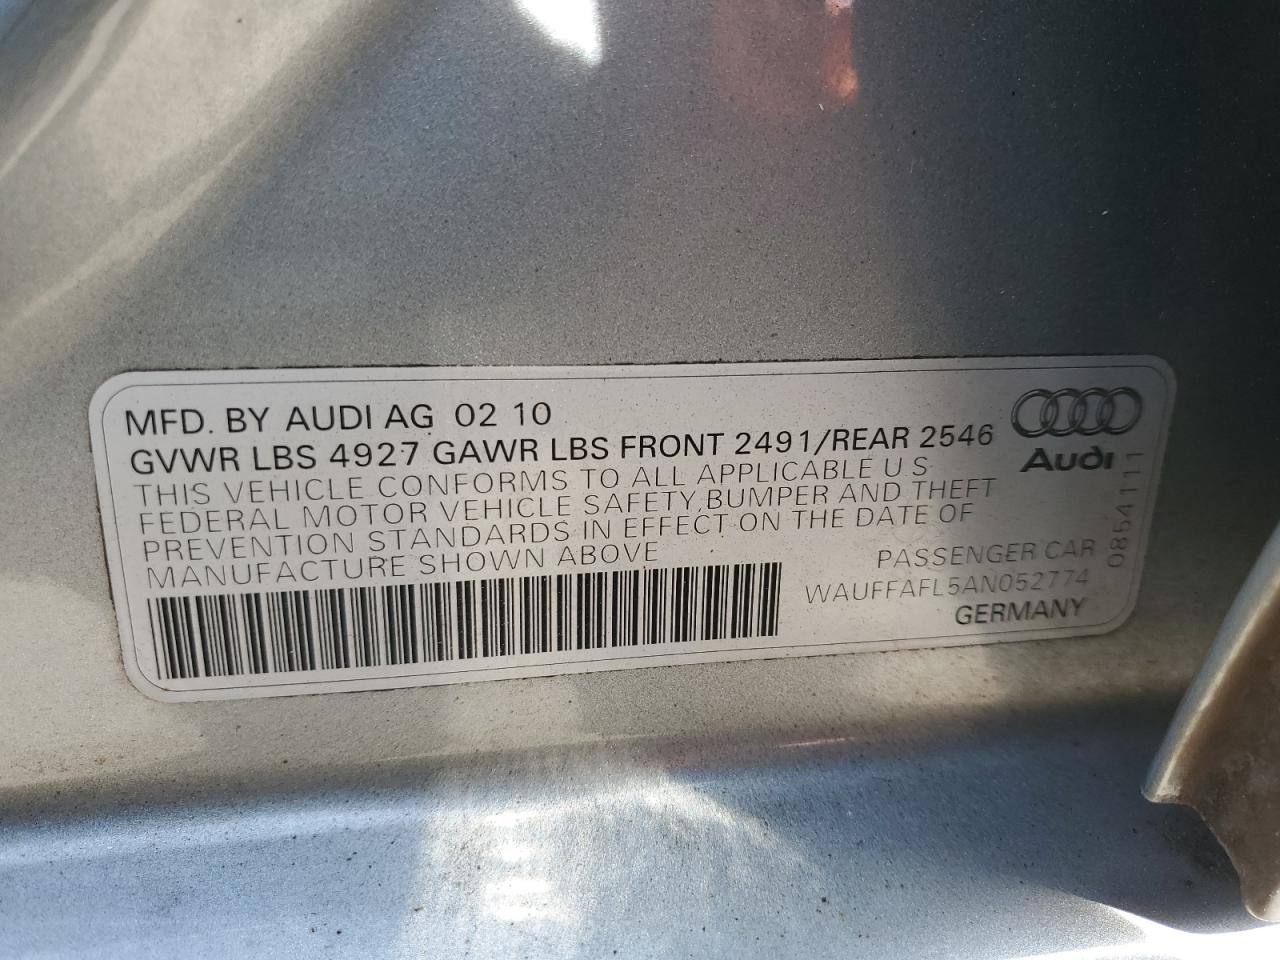 MFD. BY AUDI AG 02 10
GVWR LBS 4927 GAWR LBS FRONT 2491/REAR 2546
THIS VEHICLE CONFORMS TO ALL APPLICABLE U S
FEDERAL MOTOR VEHICLE SAFETY, BUMPER AND THEFT
PREVENTION STANDARDS IN EFFECT ON THE DATE OF
MANUFACTURE SHOWN ABOVE
PASSENGER CAR
WAUFFAFL5AN052774
GERMANY
Audi
0854111